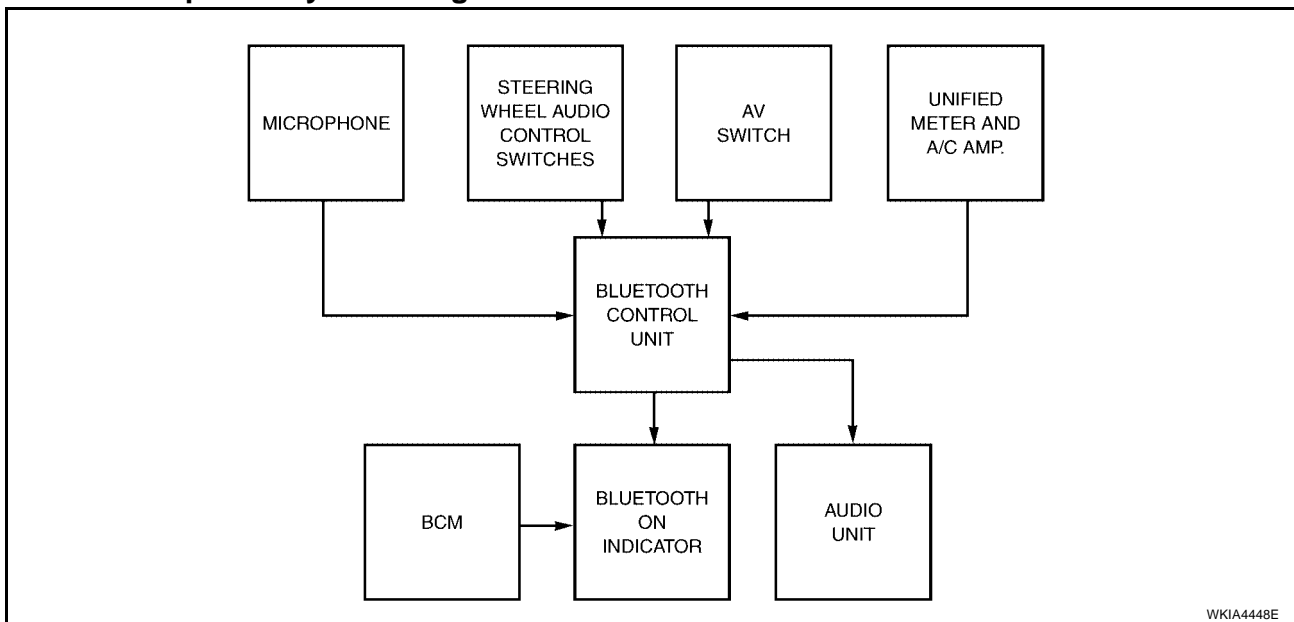 MICROPHONE
STEERING
WHEEL AUDIO
CONTROL
SWITCHES
AV
SWITCH
UNIFIED
METER AND
A/C AMP.
BLUETOOTH
CONTROL
UNIT
BCM
BLUETOOTH
ON
INDICATOR
AUDIO
UNIT
WKIA4448E